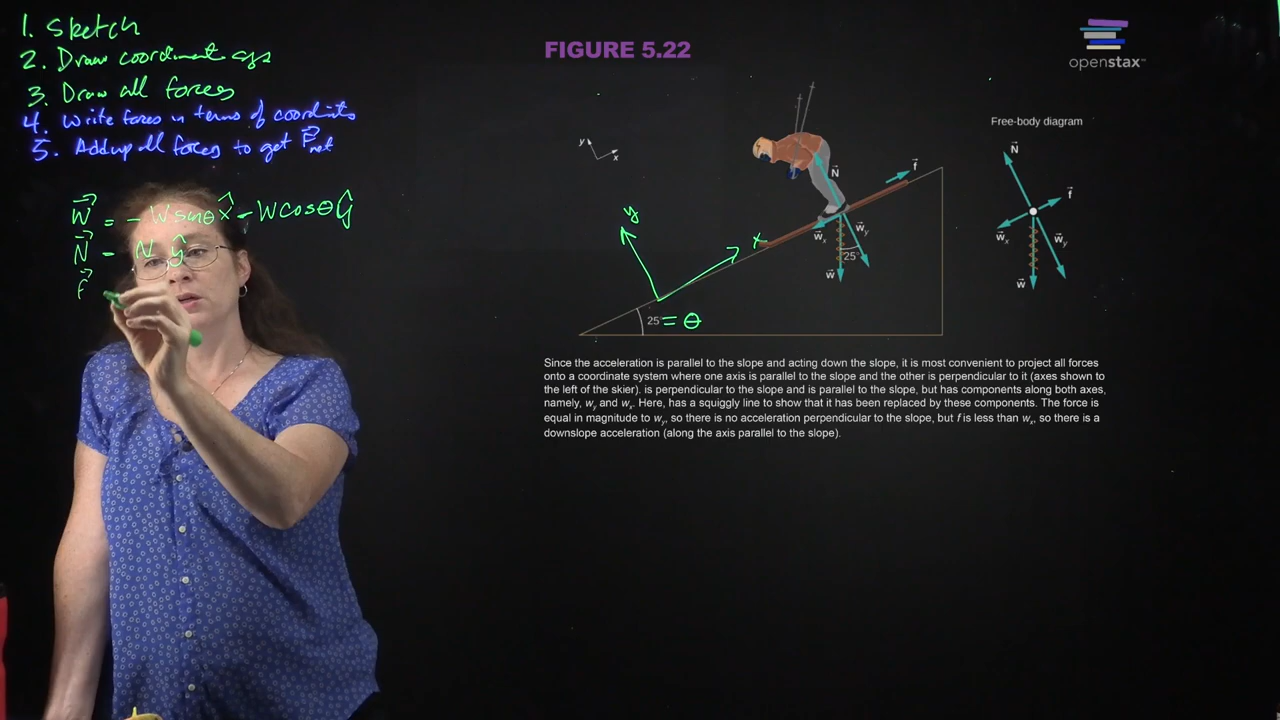 1. Sketch
2. Draw coordinate sys
3. Draw all forces
4. Write forces in terms of coordinates
5. Add up all forces to get F⃗net
W⃗ = - W sinθ x̂ - W cosθ ŷ
N⃗ = N ŷ
f⃗
FIGURE 5.22
openstax™
y
x
N⃗
f⃗
w⃗x
w⃗y
w⃗
25°
y
x
25° = θ
Free-body diagram
N⃗
f⃗
w⃗x
w⃗y
w⃗
Since the acceleration is parallel to the slope and acting down the slope, it is most convenient to project all forces
onto a coordinate system where one axis is parallel to the slope and the other is perpendicular to it (axes shown to
the left of the skier). is perpendicular to the slope and is parallel to the slope, but has components along both axes,
namely, wy and wx. Here, has a squiggly line to show that it has been replaced by these components. The force is
equal in magnitude to wy, so there is no acceleration perpendicular to the slope, but f is less than wx, so there is a
downslope acceleration (along the axis parallel to the slope).